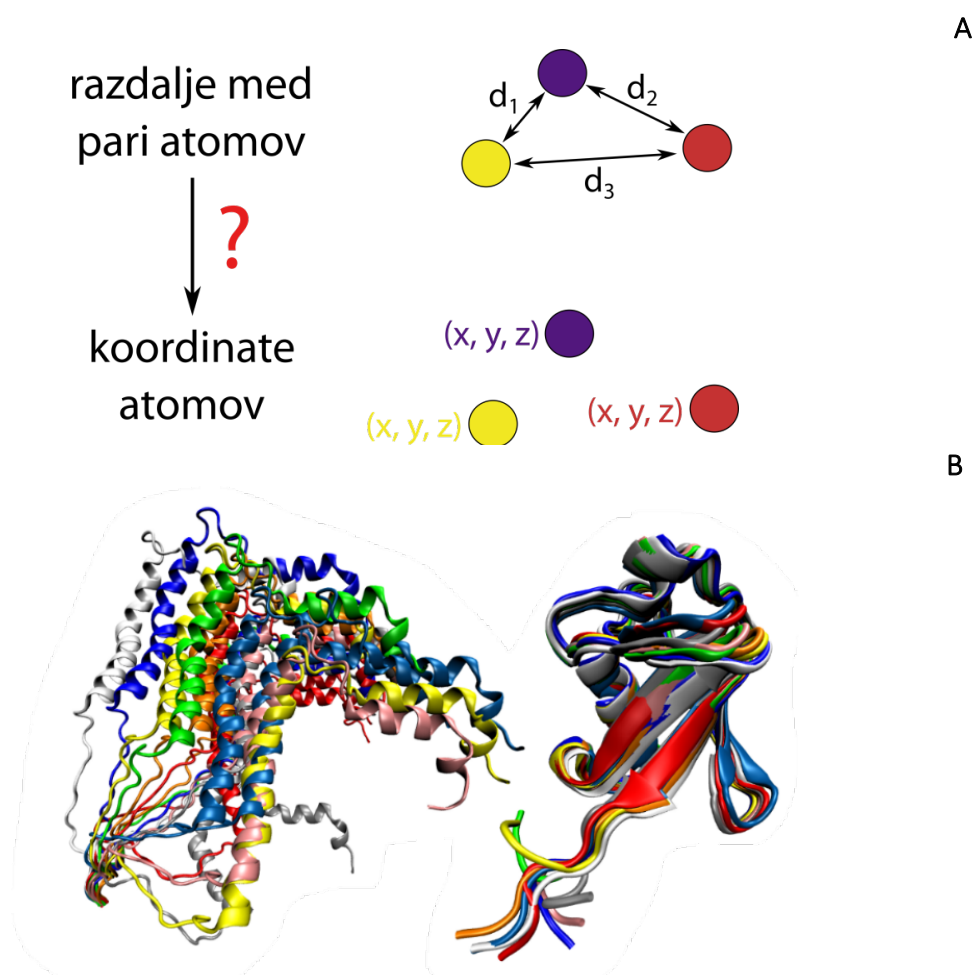 A
razdalje med
pari atomov
d₁
d₂
d₃
?
koordinate
atomov
(x, y, z)
(x, y, z)
(x, y, z)
B